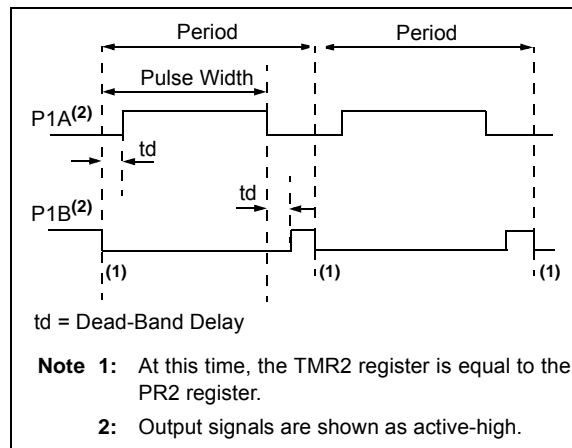 Period Period
Pulse Width
P1A(2)
td
td
P1B(2)
(1) (1) (1)
td = Dead-Band Delay
Note 1: At this time, the TMR2 register is equal to the
PR2 register.
2: Output signals are shown as active-high.